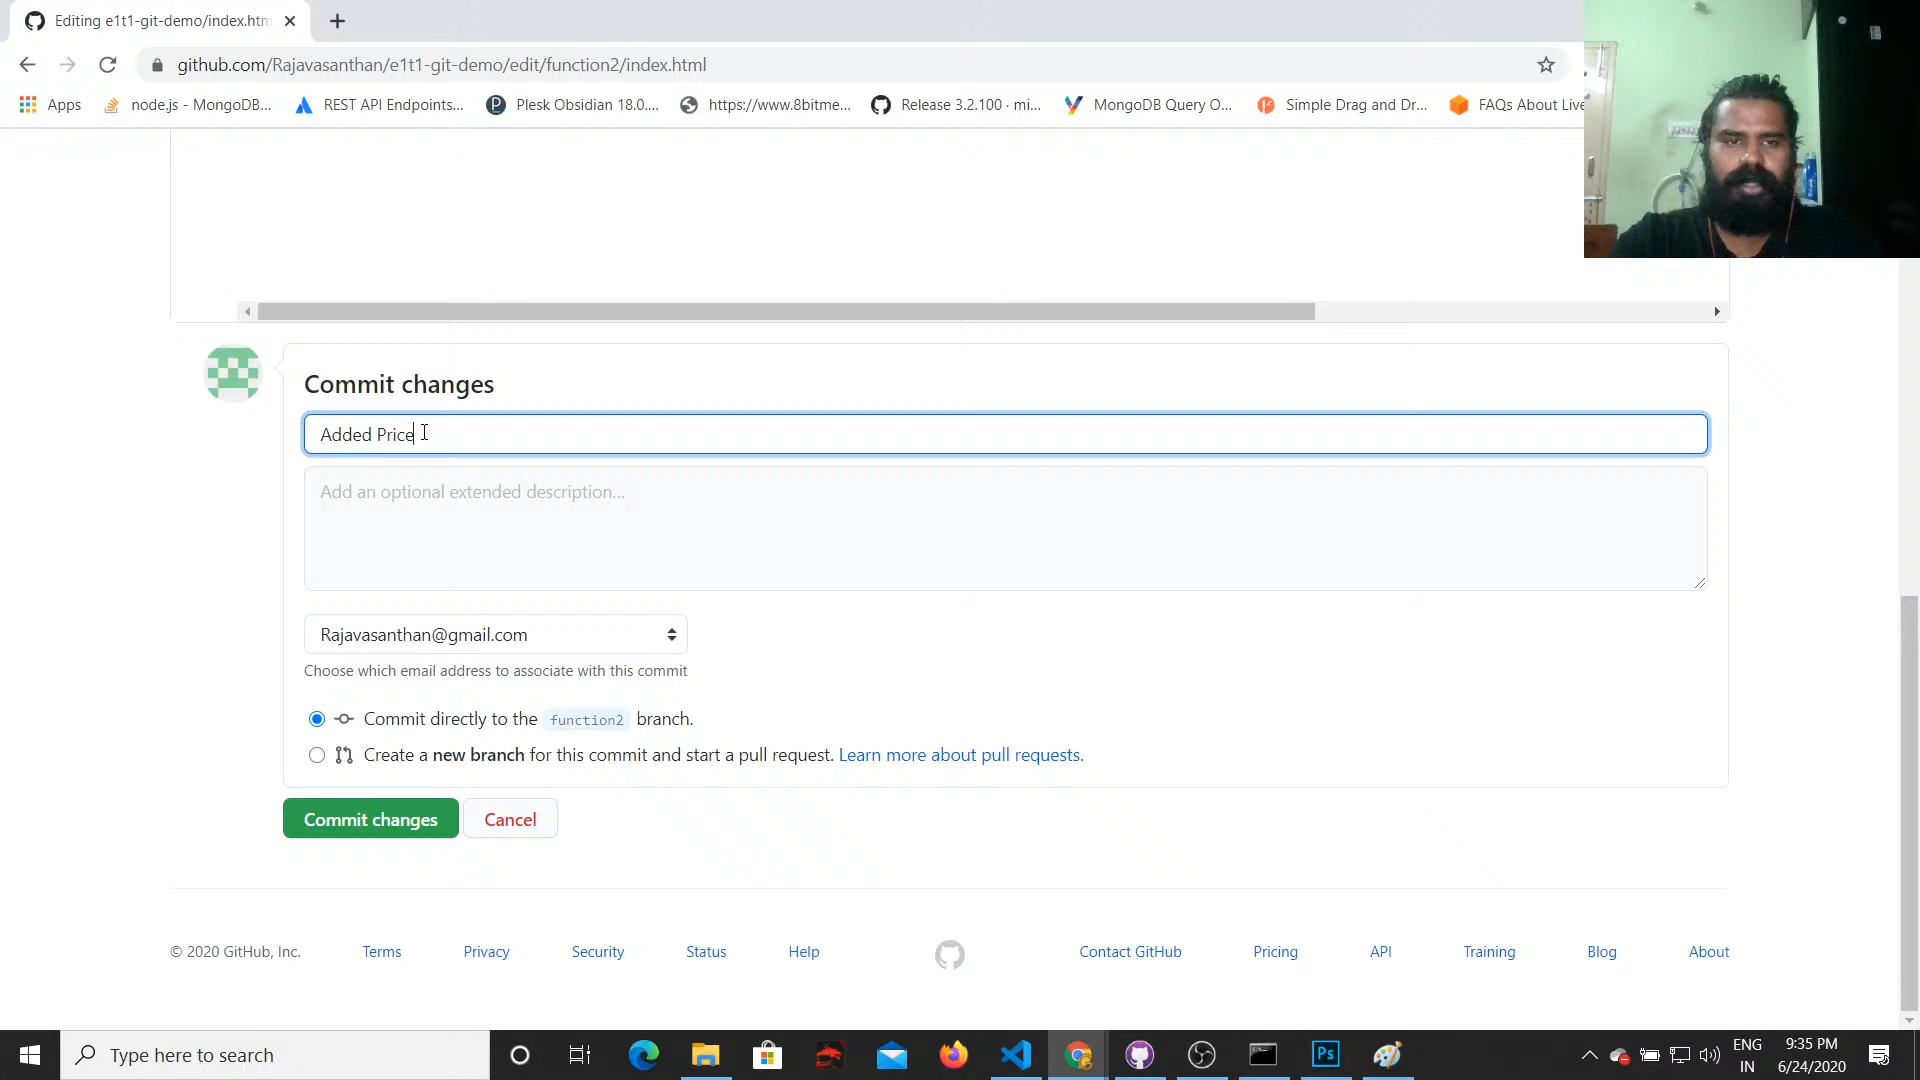 Editing e1t1-git-demo/index.htm
github.com/Rajavasanthan/e1t1-git-demo/edit/function2/index.html
Apps
node.js - MongoDB...
REST API Endpoints...
Plesk Obsidian 18.0....
https://www.8bitme...
Release 3.2.100 · mi...
MongoDB Query O...
Simple Drag and Dr...
FAQs About Live
Commit changes
Added Price
Add an optional extended description...
Rajavasanthan@gmail.com
Choose which email address to associate with this commit
Commit directly to the function2 branch.
Create a new branch for this commit and start a pull request. Learn more about pull requests.
Commit changes
Cancel
© 2020 GitHub, Inc.
Terms
Privacy
Security
Status
Help
Contact GitHub
Pricing
API
Training
Blog
About
Type here to search
Ps
ENG
IN
9:35 PM
6/24/2020